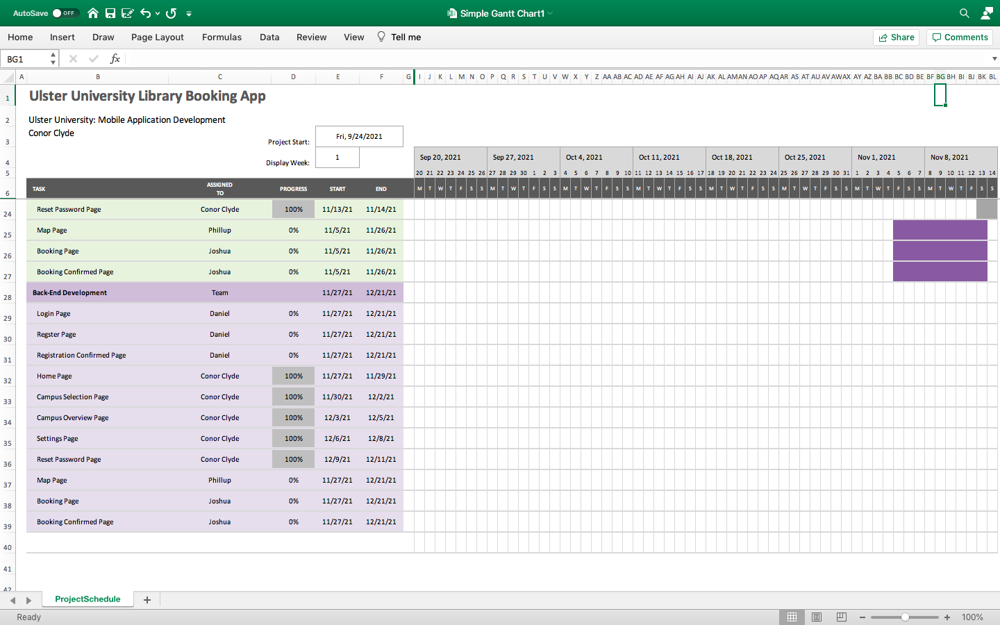 AutoSave OFF Simple Gantt Chart1
Home Insert Draw Page Layout Formulas Data Review View Tell me Share Comments
BG1 fx
A B C D E F G I J K L M N O P Q R S T U V W X Y Z AA AB AC AD AE AF AG AH AI AJ AK AL AM AN AO AP AQ AR AS AT AU AV AW AX AY AZ BA BB BC BD BE BF BG BH BI BJ BK BL
1 Ulster University Library Booking App
2 Ulster University: Mobile Application Development
Conor Clyde
3 Project Start: Fri, 9/24/2021
4 Display Week: 1 Sep 20, 2021 Sep 27, 2021 Oct 4, 2021 Oct 11, 2021 Oct 18, 2021 Oct 25, 2021 Nov 1, 2021 Nov 8, 2021
5 20 21 22 23 24 25 26 27 28 29 30 1 2 3 4 5 6 7 8 9 10 11 12 13 14 15 16 17 18 19 20 21 22 23 24 25 26 27 28 29 30 31 1 2 3 4 5 6 7 8 9 10 11 12 13 14
6 TASK ASSIGNED TO PROGRESS START END M T W T F S S M T W T F S S M T W T F S S M T W T F S S M T W T F S S M T W T F S S M T W T F S S M T W T F S S
24 Reset Password Page Conor Clyde 100% 11/13/21 11/14/21
25 Map Page Phillup 0% 11/5/21 11/26/21
26 Booking Page Joshua 0% 11/5/21 11/26/21
27 Booking Confirmed Page Joshua 0% 11/5/21 11/26/21
28 Back-End Development Team 11/27/21 12/21/21
29 Login Page Daniel 0% 11/27/21 12/21/21
30 Regster Page Daniel 0% 11/27/21 12/21/21
31 Registration Confirmed Page Daniel 0% 11/27/21 12/21/21
32 Home Page Conor Clyde 100% 11/27/21 11/29/21
33 Campus Selection Page Conor Clyde 100% 11/30/21 12/2/21
34 Campus Overview Page Conor Clyde 100% 12/3/21 12/5/21
35 Settings Page Conor Clyde 100% 12/6/21 12/8/21
36 Reset Password Page Conor Clyde 100% 12/9/21 12/11/21
37 Map Page Phillup 0% 11/27/21 12/21/21
38 Booking Page Joshua 0% 11/27/21 12/21/21
39 Booking Confirmed Page Joshua 0% 11/27/21 12/21/21
40
41
42
ProjectSchedule +
Ready 100%